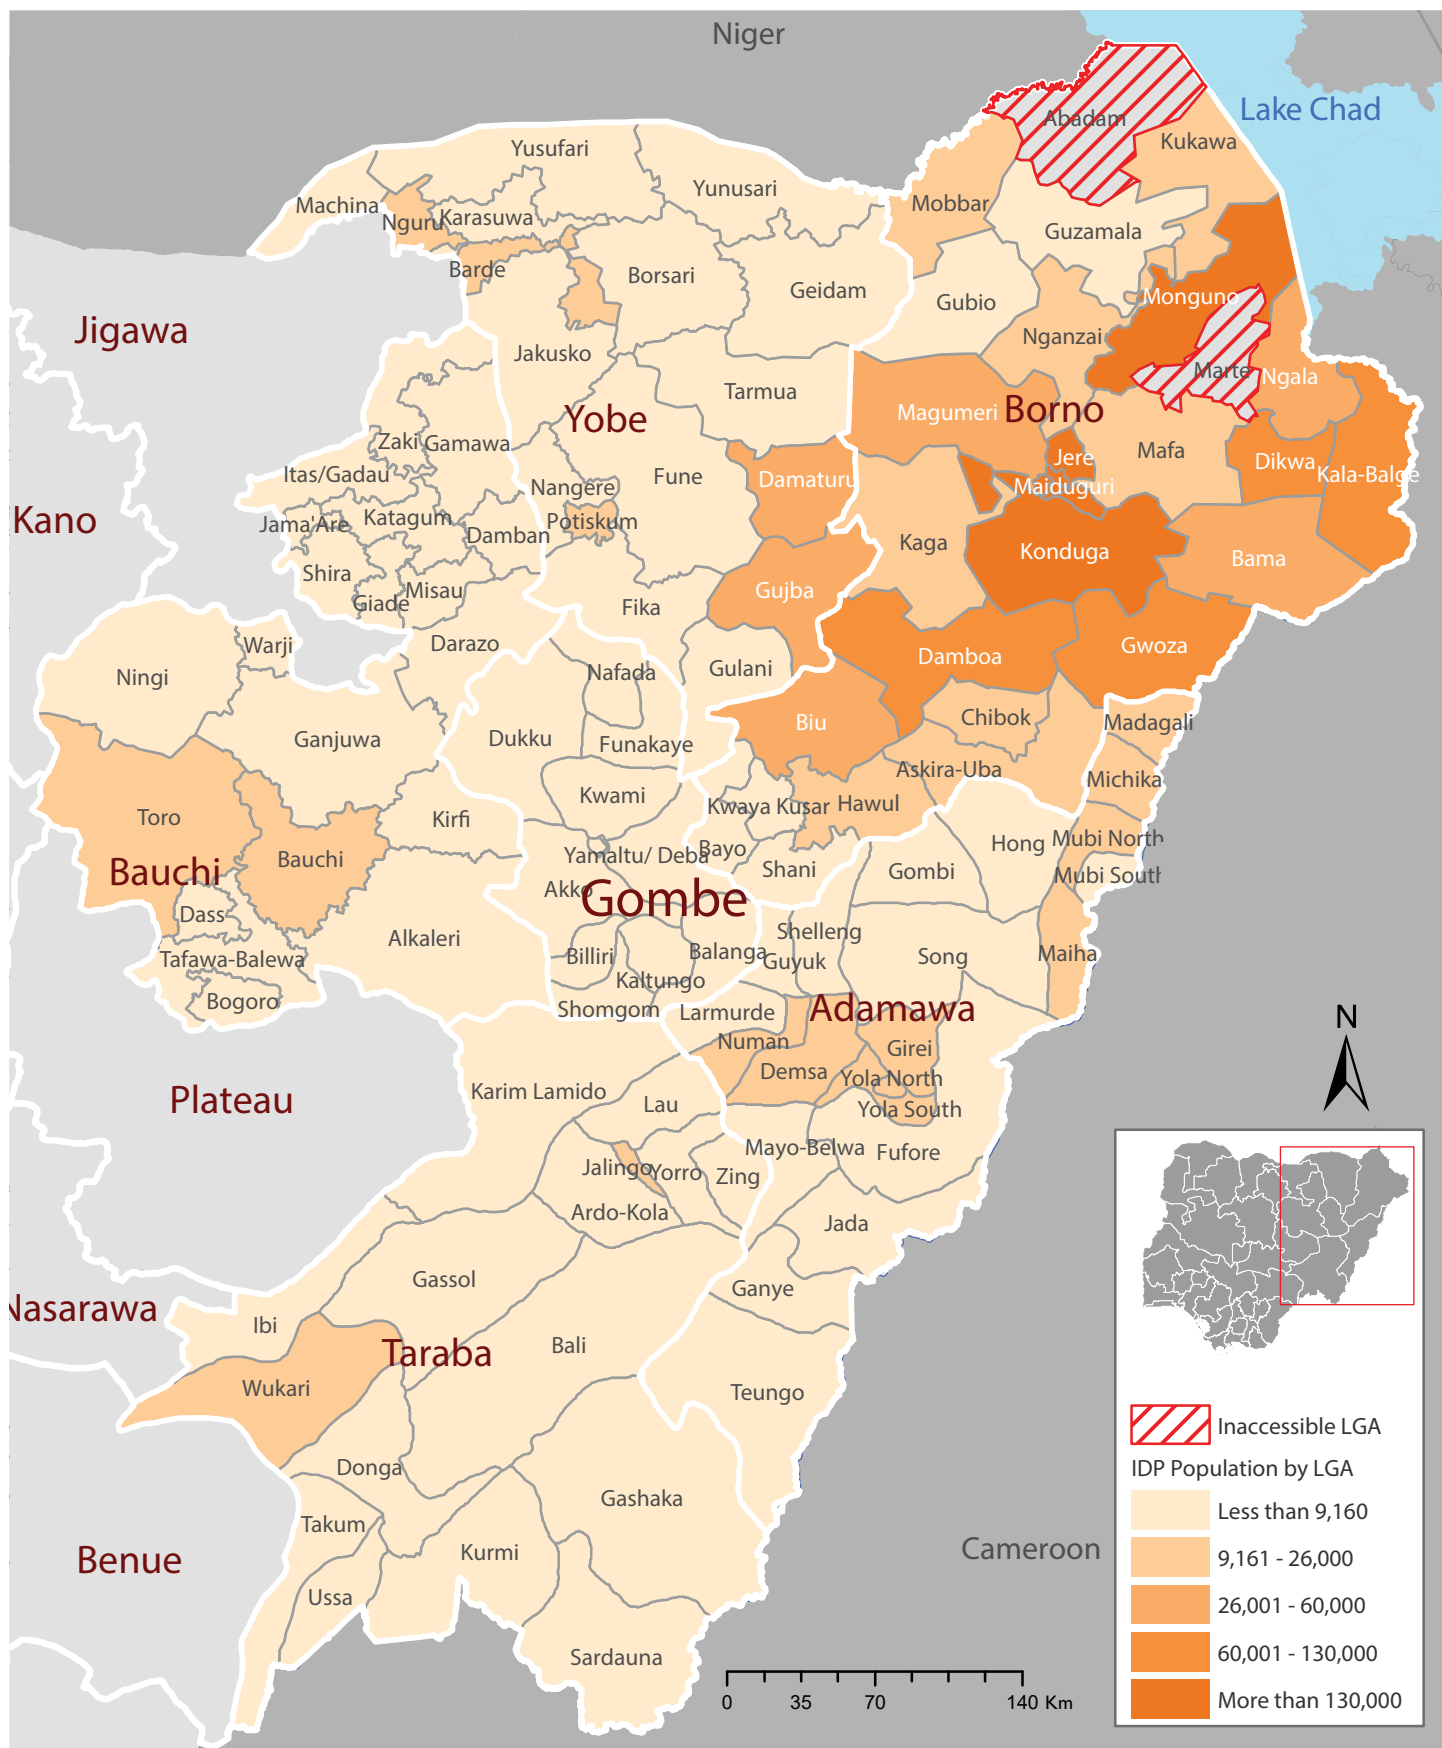 Niger
Lake Chad
Abadam
Kukawa
Yusufari
Yunusari
Machina
Nguru
Karasuwa
Mobbar
Guzamala
Barde
Borsari
Geidam
Gubio
Monguno
Jigawa
Nganzai
Jakusko
Marte
Ngala
Tarmua
Yobe
Magumeri
Borno
Zaki
Gamawa
Mafa
Jere
Dikwa
Kala-Balge
Itas/Gadau
Fune
Damaturu
Nangere
Maiduguri
Kano
Jama'Are
Katagum
Potiskum
Damban
Kaga
Konduga
Bama
Shira
Misau
Giade
Gujba
Fika
Warji
Darazo
Gwoza
Damboa
Ningi
Nafada
Gulani
Chibok
Madagali
Biu
Ganjuwa
Dukku
Funakaye
Askira-Uba
Michika
Kwami
Kwaya Kusar
Hawul
Toro
Kirfi
Hong
Mubi North
Bauchi
Bauchi
Yamaltu/ Deba
Bayo
Shani
Gombi
Mubi South
Akko
Gombe
Dass
Alkaleri
Shelleng
Billiri
Balanga
Guyuk
Song
Maiha
Tafawa-Balewa
Kaltungo
Bogoro
Shomgom
Larmurde
Adamawa
Numan
Girei
N
Demsa
Yola North
Plateau
Karim Lamido
Lau
Yola South
Mayo-Belwa
Fufore
Jalingo
Yorro
Zing
Ardo-Kola
Jada
Gassol
Ganye
Nasarawa
Ibi
Taraba
Bali
Wukari
Teungo
Inaccessible LGA
Donga
IDP Population by LGA
Gashaka
Less than 9,160
Takum
Cameroon
Kurmi
9,161 - 26,000
Benue
Ussa
26,001 - 60,000
Sardauna
60,001 - 130,000
0 35 70 140 Km
More than 130,000